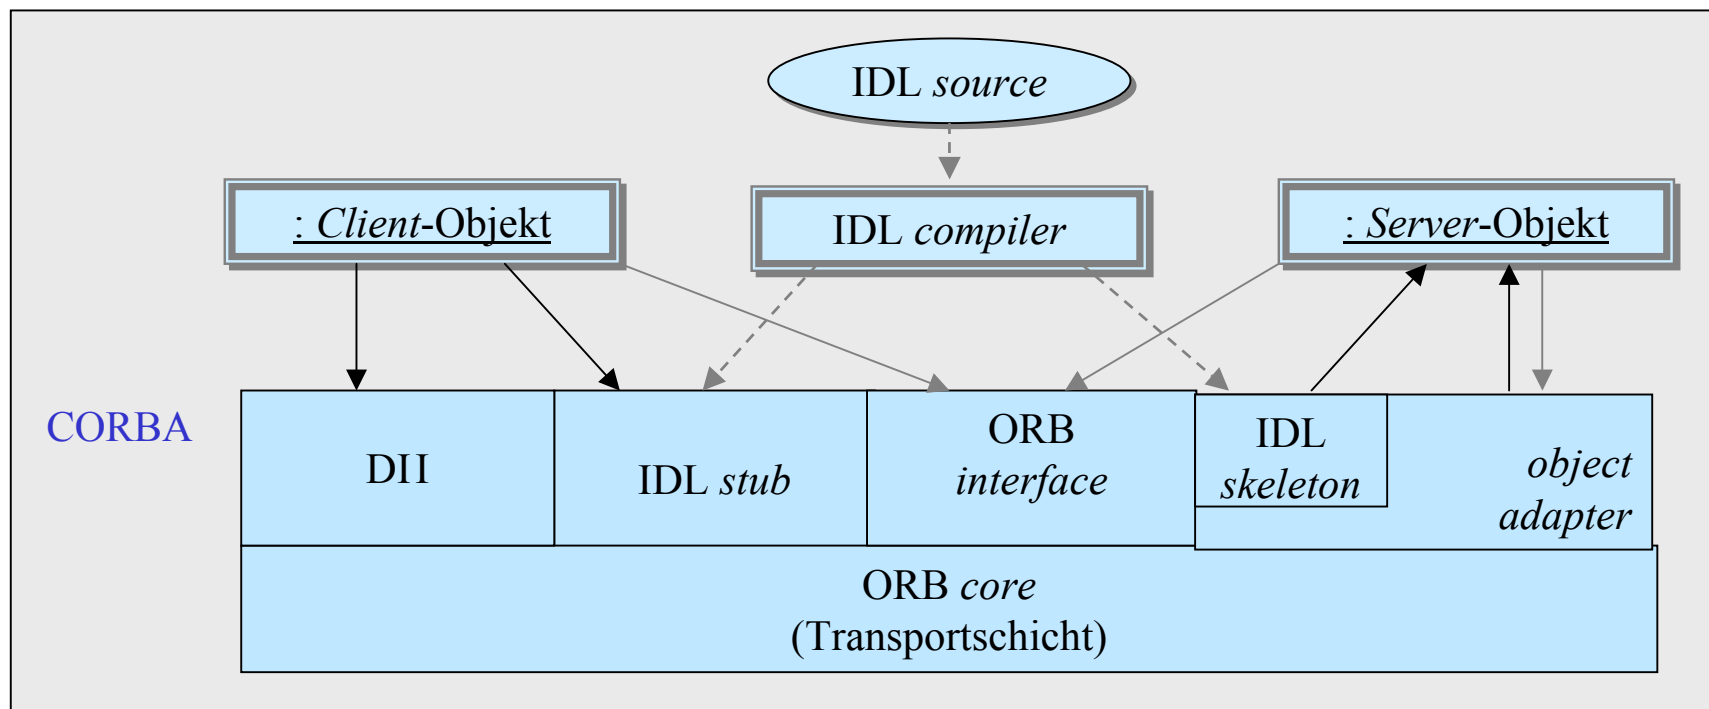 IDL source
: Client-Objekt
IDL compiler
: Server-Objekt
CORBA
DII
IDL stub
ORB
interface
IDL
skeleton
object
adapter
ORB core
(Transportschicht)